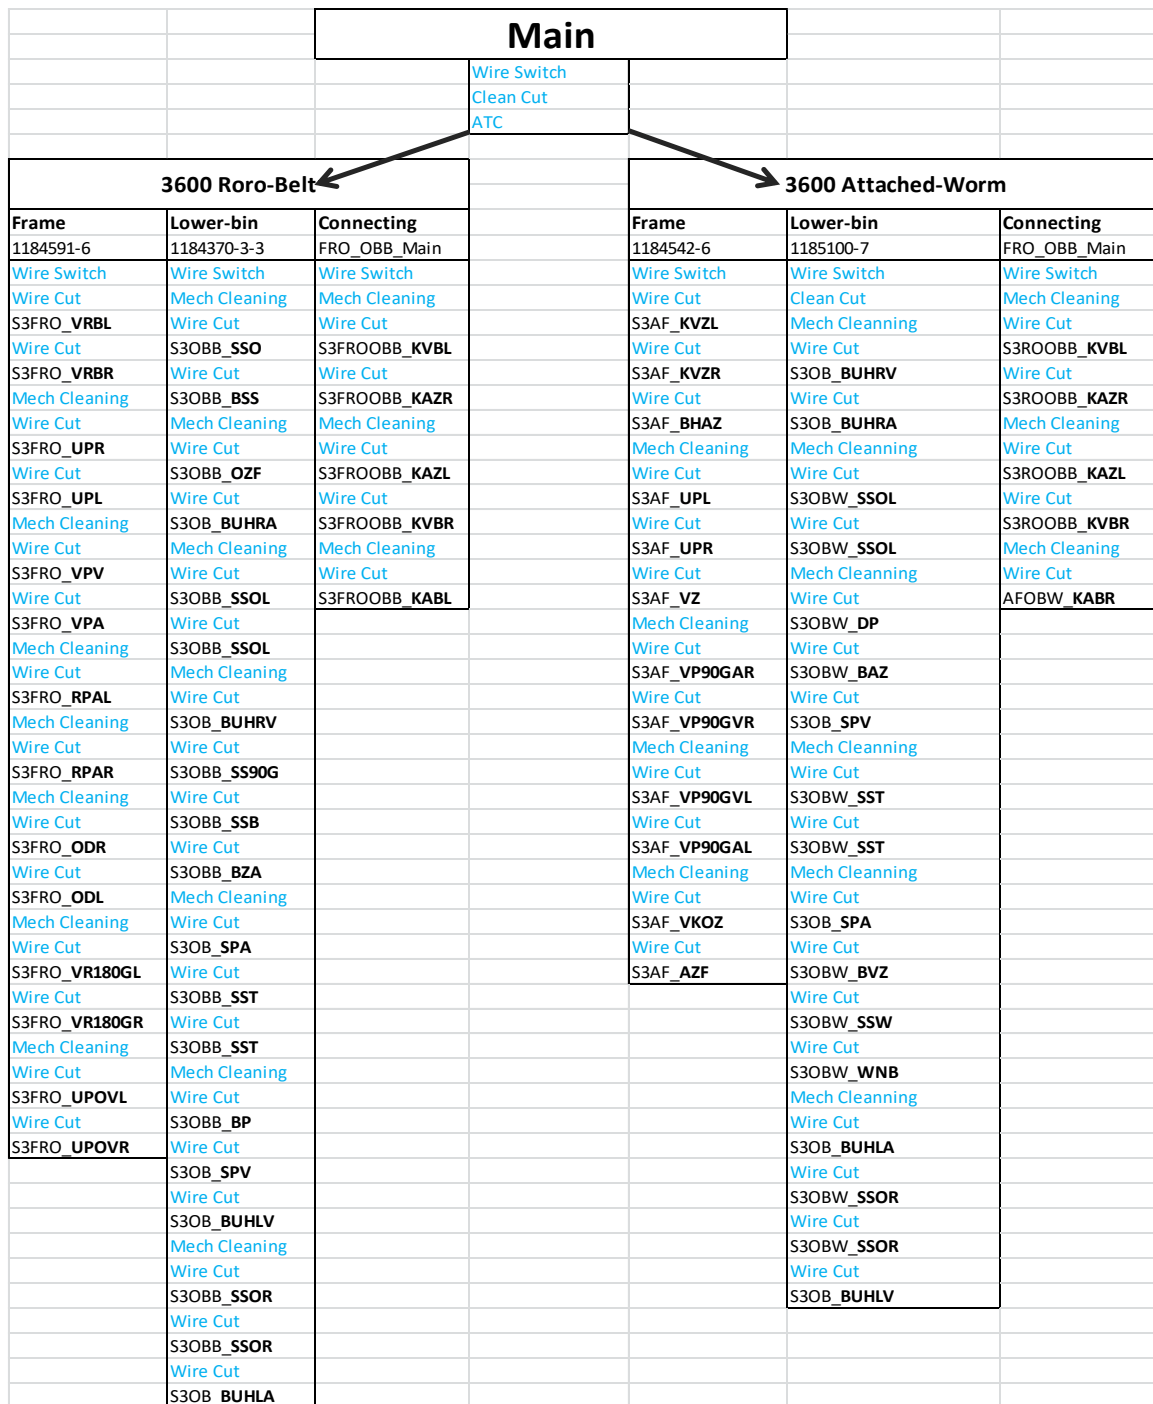 Main
Wire Switch
Clean Cut
ATC
3600 Roro-Belt
Frame
1184591-6
Wire Switch
Wire Cut
S3FRO_VRBL
Wire Cut
S3FRO_VRBR
Mech Cleaning
Wire Cut
S3FRO_UPR
Wire Cut
S3FRO_UPL
Mech Cleaning
Wire Cut
S3FRO_VPV
Wire Cut
S3FRO_VPA
Mech Cleaning
Wire Cut
S3FRO_RPAL
Mech Cleaning
Wire Cut
S3FRO_RPAR
Mech Cleaning
Wire Cut
S3FRO_ODR
Wire Cut
S3FRO_ODL
Mech Cleaning
Wire Cut
S3FRO_VR180GL
Wire Cut
S3FRO_VR180GR
Mech Cleaning
Wire Cut
S3FRO_UPOVL
Wire Cut
S3FRO_UPOVR
Lower-bin
1184370-3-3
Wire Switch
Mech Cleaning
Wire Cut
S3OBB_SSO
Wire Cut
S3OBB_BSS
Mech Cleaning
Wire Cut
S3OBB_OZF
Wire Cut
S3OB_BUHRA
Mech Cleaning
Wire Cut
S3OBB_SSOL
Wire Cut
S3OBB_SSOL
Mech Cleaning
Wire Cut
S3OB_BUHRV
Wire Cut
S3OBB_SS90G
Wire Cut
S3OBB_SSB
Wire Cut
S3OBB_BZA
Mech Cleaning
Wire Cut
S3OB_SPA
Wire Cut
S3OBB_SST
Wire Cut
S3OBB_SST
Mech Cleaning
Wire Cut
S3OBB_BP
Wire Cut
S3OB_SPV
Wire Cut
S3OB_BUHLV
Mech Cleaning
Wire Cut
S3OBB_SSOR
Wire Cut
S3OBB_SSOR
Wire Cut
S3OB_BUHLA
Connecting
FRO_OBB_Main
Wire Switch
Mech Cleaning
Wire Cut
S3FROOBB_KVBL
Wire Cut
S3FROOBB_KAZR
Mech Cleaning
Wire Cut
S3FROOBB_KAZL
Wire Cut
S3FROOBB_KVBR
Mech Cleaning
Wire Cut
S3FROOBB_KABL
3600 Attached-Worm
Frame
1184542-6
Wire Switch
Wire Cut
S3AF_KVZL
Wire Cut
S3AF_KVZR
Wire Cut
S3AF_BHAZ
Mech Cleaning
Wire Cut
S3AF_UPL
Wire Cut
S3AF_UPR
Wire Cut
S3AF_VZ
Mech Cleaning
Wire Cut
S3AF_VP90GAR
Wire Cut
S3AF_VP90GVR
Mech Cleaning
Wire Cut
S3AF_VP90GVL
Wire Cut
S3AF_VP90GAL
Mech Cleaning
Wire Cut
S3AF_VKOZ
Wire Cut
S3AF_AZF
Lower-bin
1185100-7
Wire Switch
Clean Cut
Mech Cleanning
Wire Cut
S3OB_BUHRV
Wire Cut
S3OB_BUHRA
Mech Cleanning
Wire Cut
S3OBW_SSOL
Wire Cut
S3OBW_SSOL
Mech Cleanning
Wire Cut
S3OBW_DP
Wire Cut
S3OBW_BAZ
Wire Cut
S3OB_SPV
Mech Cleanning
Wire Cut
S3OBW_SST
Wire Cut
S3OBW_SST
Mech Cleanning
Wire Cut
S3OB_SPA
Wire Cut
S3OBW_BVZ
Wire Cut
S3OBW_SSW
Wire Cut
S3OBW_WNB
Mech Cleanning
Wire Cut
S3OB_BUHLA
Wire Cut
S3OBW_SSOR
Wire Cut
S3OBW_SSOR
Wire Cut
S3OB_BUHLV
Connecting
FRO_OBB_Main
Wire Switch
Mech Cleaning
Wire Cut
S3ROOBB_KVBL
Wire Cut
S3ROOBB_KAZR
Mech Cleaning
Wire Cut
S3ROOBB_KAZL
Wire Cut
S3ROOBB_KVBR
Mech Cleaning
Wire Cut
AFOBW_KABR